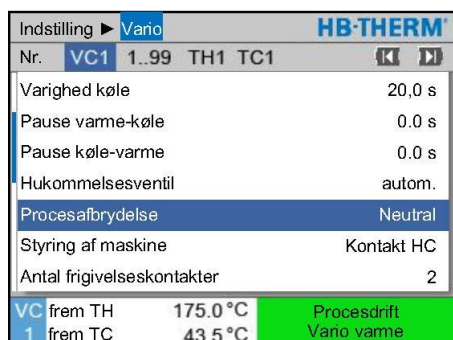 Indstilling ► Vario HB-THERM®
Nr. VC1 1..99 TH1 TC1
Varighed køle 20,0 s
Pause varme-køle 0.0 s
Pause køle-varme 0.0 s
Hukommelsesventil autom.
Procesafbrydelse Neutral
Styring af maskine Kontakt HC
Antal frigivelseskontakter 2
VC frem TH 175.0 °C Procesdrift
1 frem TC 43.5 °C Vario varme